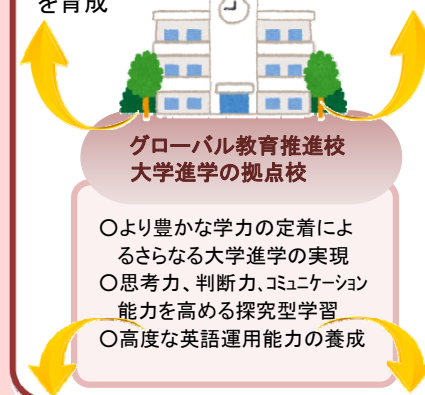 を育成
グローバル教育推進校
大学進学の拠点校
○より豊かな学力の定着によ
るさらなる大学進学の実現
○思考力、判断力、ｺﾐｭﾆｹｰｼｮﾝ
能力を高める探究型学習
○高度な英語運用能力の養成